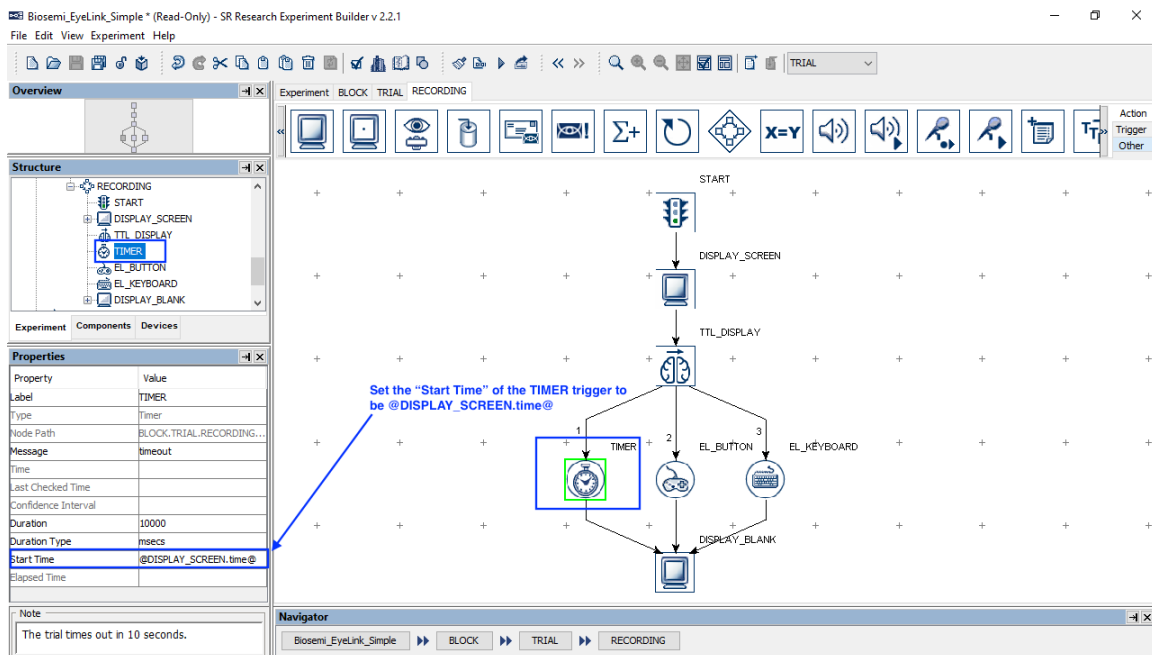 Biosemi_EyeLink_Simple * (Read-Only) - SR Research Experiment Builder v 2.2.1
File Edit View Experiment Help
TRIAL
Overview
Experiment BLOCK TRIAL RECORDING
X=Y
Action
Trigger
Other
Structure
RECORDING
START
DISPLAY_SCREEN
TTL_DISPLAY
TIMER
EL_BUTTON
EL_KEYBOARD
DISPLAY_BLANK
Experiment Components Devices
Properties
Property Value
Label TIMER
Type Timer
Node Path BLOCK.TRIAL.RECORDING...
Message timeout
Time
Last Checked Time
Confidence Interval
Duration 10000
Duration Type msecs
Start Time @DISPLAY_SCREEN.time@
Elapsed Time
Note
The trial times out in 10 seconds.
START
DISPLAY_SCREEN
TTL_DISPLAY
Set the “Start Time” of the TIMER trigger to
be @DISPLAY_SCREEN.time@
1
2
3
TIMER
EL_BUTTON
EL_KEYBOARD
DISPLAY_BLANK
Navigator
Biosemi_EyeLink_Simple BLOCK TRIAL RECORDING